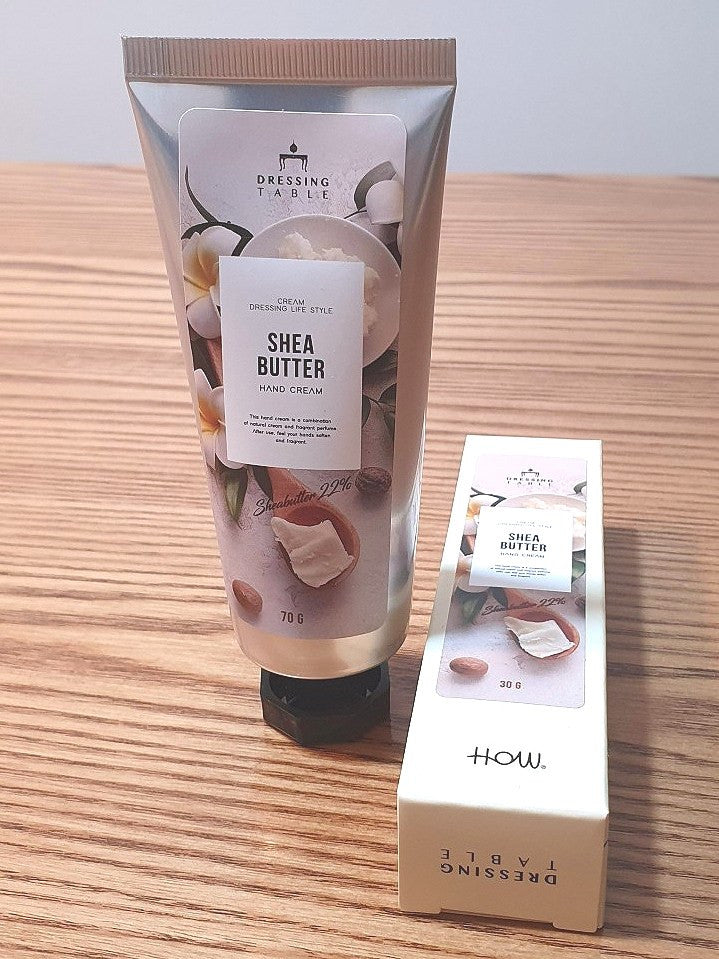 DRESSING
TABLE
CREAM
DRESSING LIFE STYLE
SHEA
BUTTER
HAND CREAM
This hand cream is a combination
of natural cream and fragrant perfume
After use, feel your hands soften
and fragrant.
Sheabutter 22%
70 G
DRESSING
TABLE
SHEA
BUTTER
HAND CREAM
Sheabutter 22%
30 G
HOW®
DRESSING
TABLE